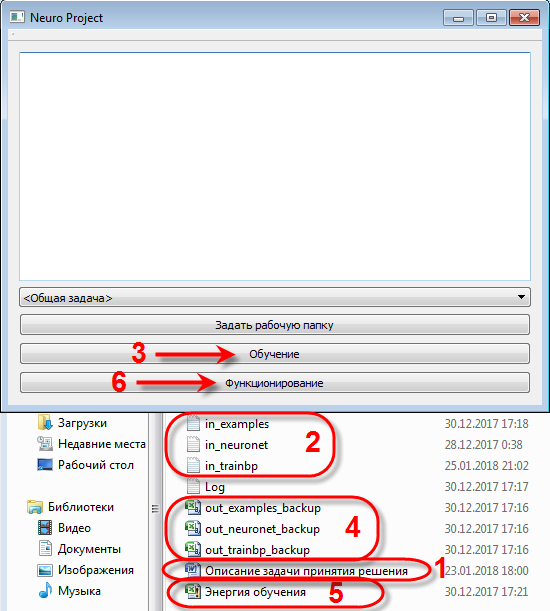 Neuro Project
<Общая задача>
Задать рабочую папку
3 Обучение
6 Функционирование
Загрузки in_examples 30.12.2017 17:18
Недавние места in_neuronet 28.12.2017 0:38 2
Рабочий стол in_trainbp 25.01.2018 21:02
Log 30.12.2017 17:17
Библиотеки out_examples_backup 30.12.2017 17:16
Видео out_neuronet_backup 4 30.12.2017 17:16
Документы out_trainbp_backup 30.12.2017 17:16
Изображения Описание задачи принятия решения 1 23.01.2018 18:00
Музыка Энергия обучения 5 30.12.2017 17:21